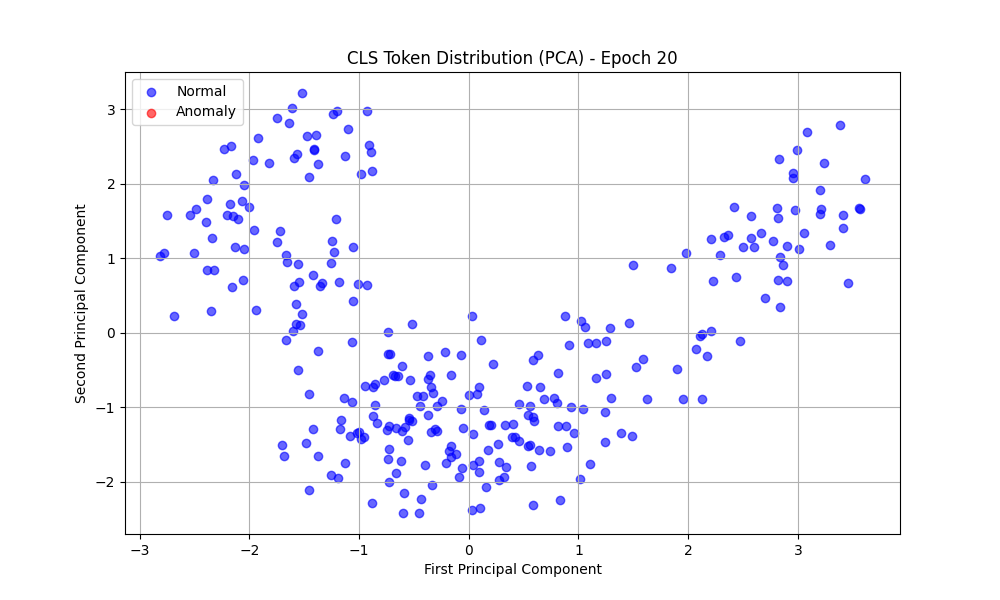 CLS Token Distribution (PCA) - Epoch 20
Normal
Anomaly
3
2
1
0
−1
−2
Second Principal Component
−3 −2 −1 0 1 2 3
First Principal Component